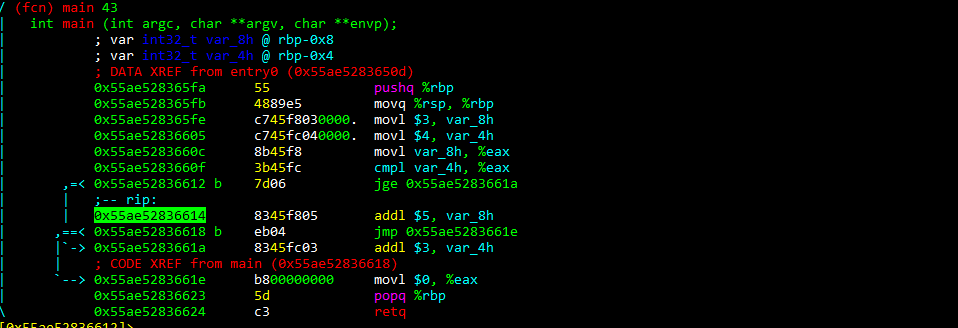 / (fcn) main 43
| int main (int argc, char **argv, char **envp);
| ; var int32_t var_8h @ rbp-0x8
| ; var int32_t var_4h @ rbp-0x4
| ; DATA XREF from entry0 (0x55ae5283650d)
| 0x55ae528365fa 55 pushq %rbp
| 0x55ae528365fb 4889e5 movq %rsp, %rbp
| 0x55ae528365fe c745f8030000. movl $3, var_8h
| 0x55ae52836605 c745fc040000. movl $4, var_4h
| 0x55ae5283660c 8b45f8 movl var_8h, %eax
| 0x55ae5283660f 3b45fc cmpl var_4h, %eax
| ,=< 0x55ae52836612 b 7d06 jge 0x55ae5283661a
| | ;-- rip:
| | 0x55ae52836614 8345f805 addl $5, var_8h
| ,==< 0x55ae52836618 b eb04 jmp 0x55ae5283661e
| |`-> 0x55ae5283661a 8345fc03 addl $3, var_4h
| | ; CODE XREF from main (0x55ae52836618)
| `--> 0x55ae5283661e b800000000 movl $0, %eax
| 0x55ae52836623 5d popq %rbp
\ 0x55ae52836624 c3 retq
[0x55ae52836612]>